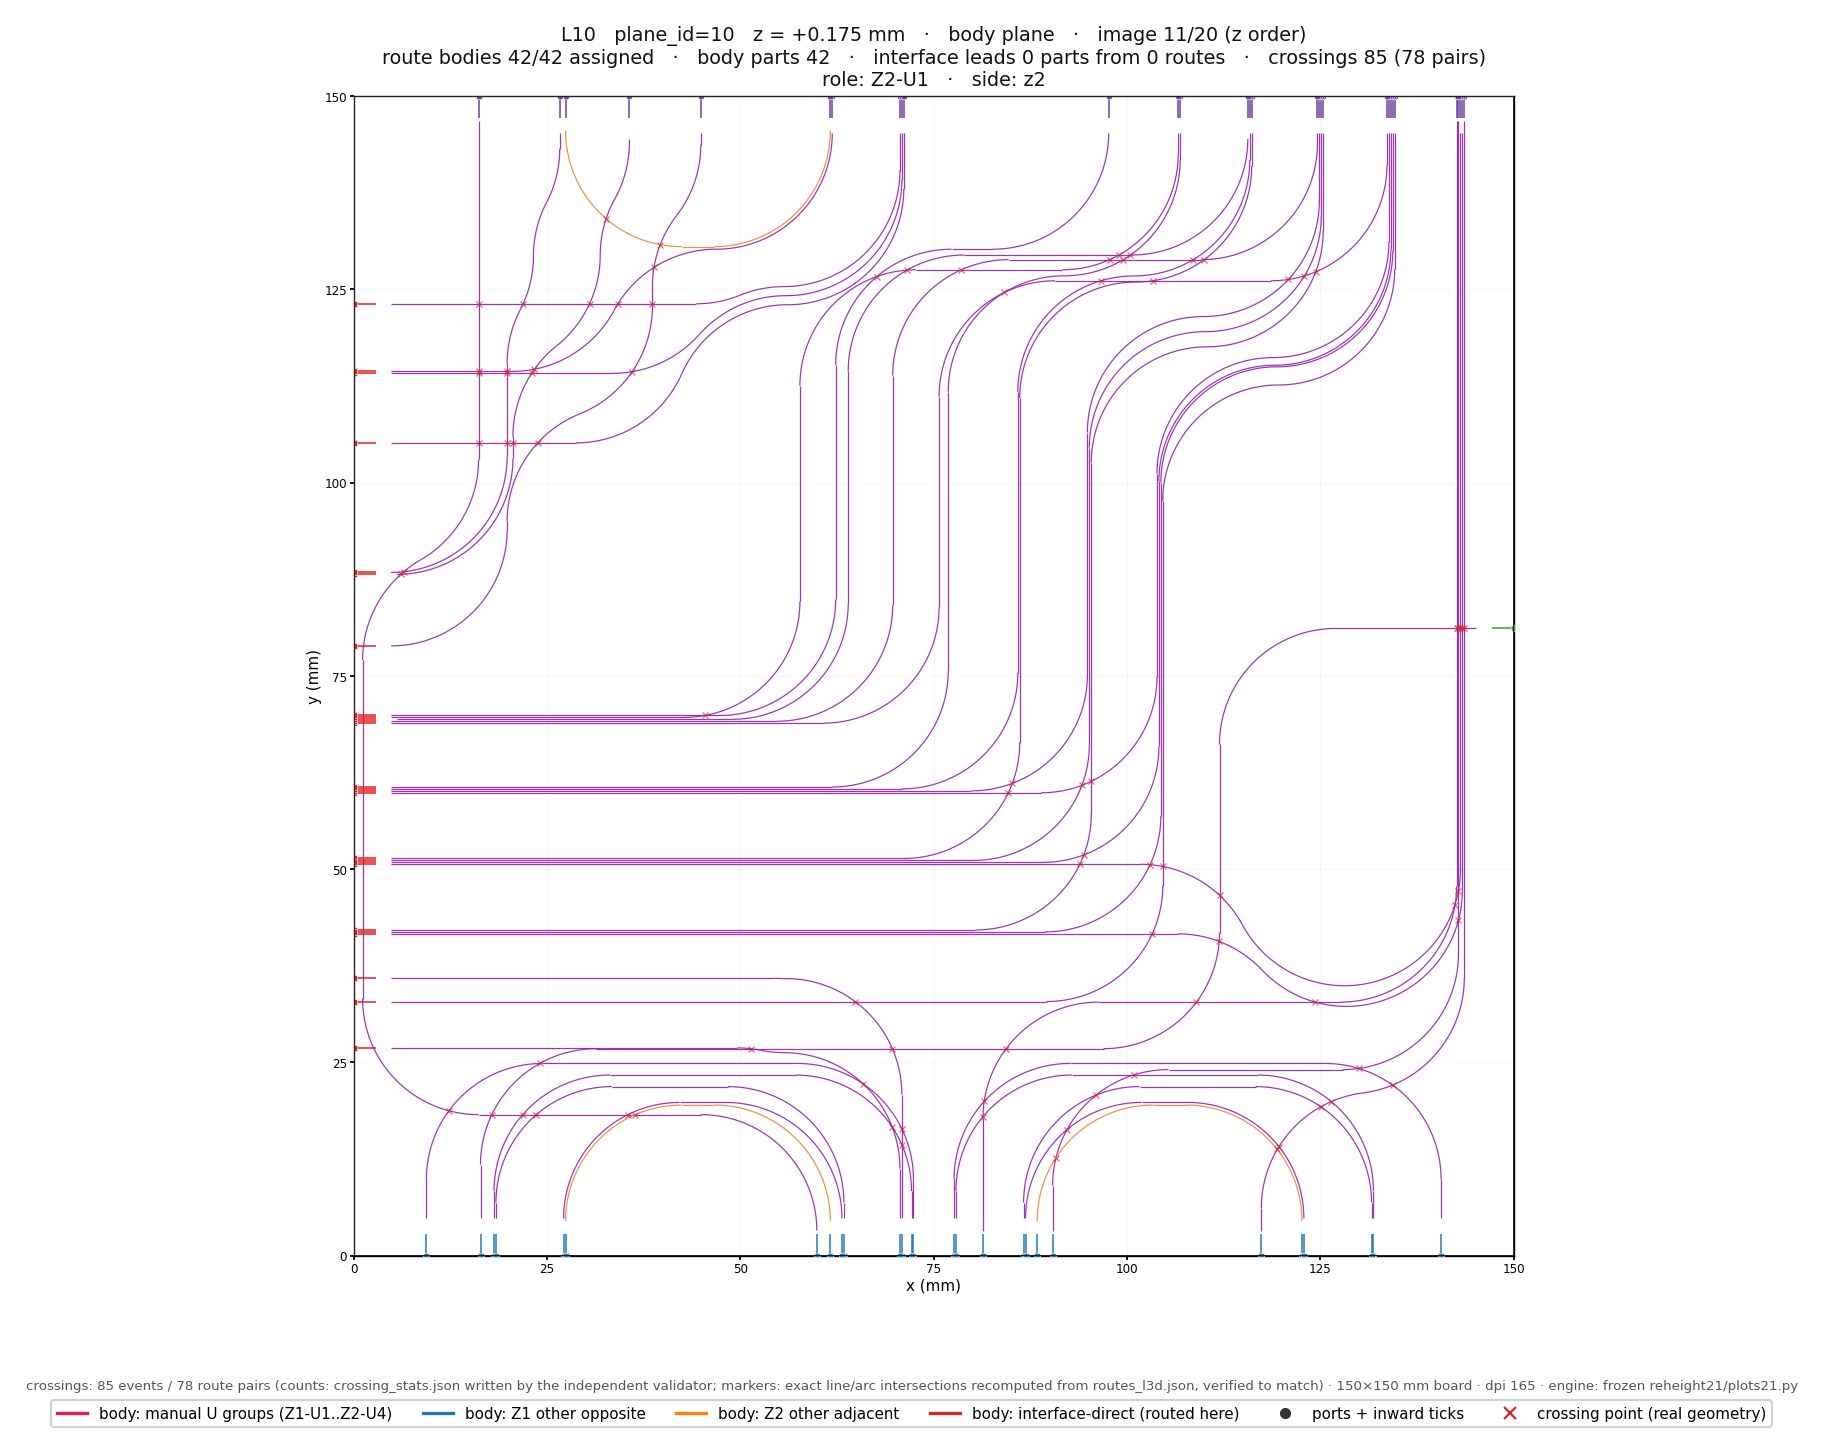 L10   plane_id=10   z = +0.175 mm   ·   body plane   ·   image 11/20 (z order)
route bodies 42/42 assigned   ·   body parts 42   ·   interface leads 0 parts from 0 routes   ·   crossings 85 (78 pairs)
role: Z2-U1   ·   side: z2
150
125
100
75
50
25
0
y (mm)
0 25 50 75 100 125 150
x (mm)
crossings: 85 events / 78 route pairs (counts: crossing_stats.json written by the independent validator; markers: exact line/arc intersections recomputed from routes_l3d.json, verified to match) · 150×150 mm board · dpi 165 · engine: frozen reheight21/plots21.py
body: manual U groups (Z1-U1..Z2-U4) body: Z1 other opposite body: Z2 other adjacent body: interface-direct (routed here) ports + inward ticks crossing point (real geometry)